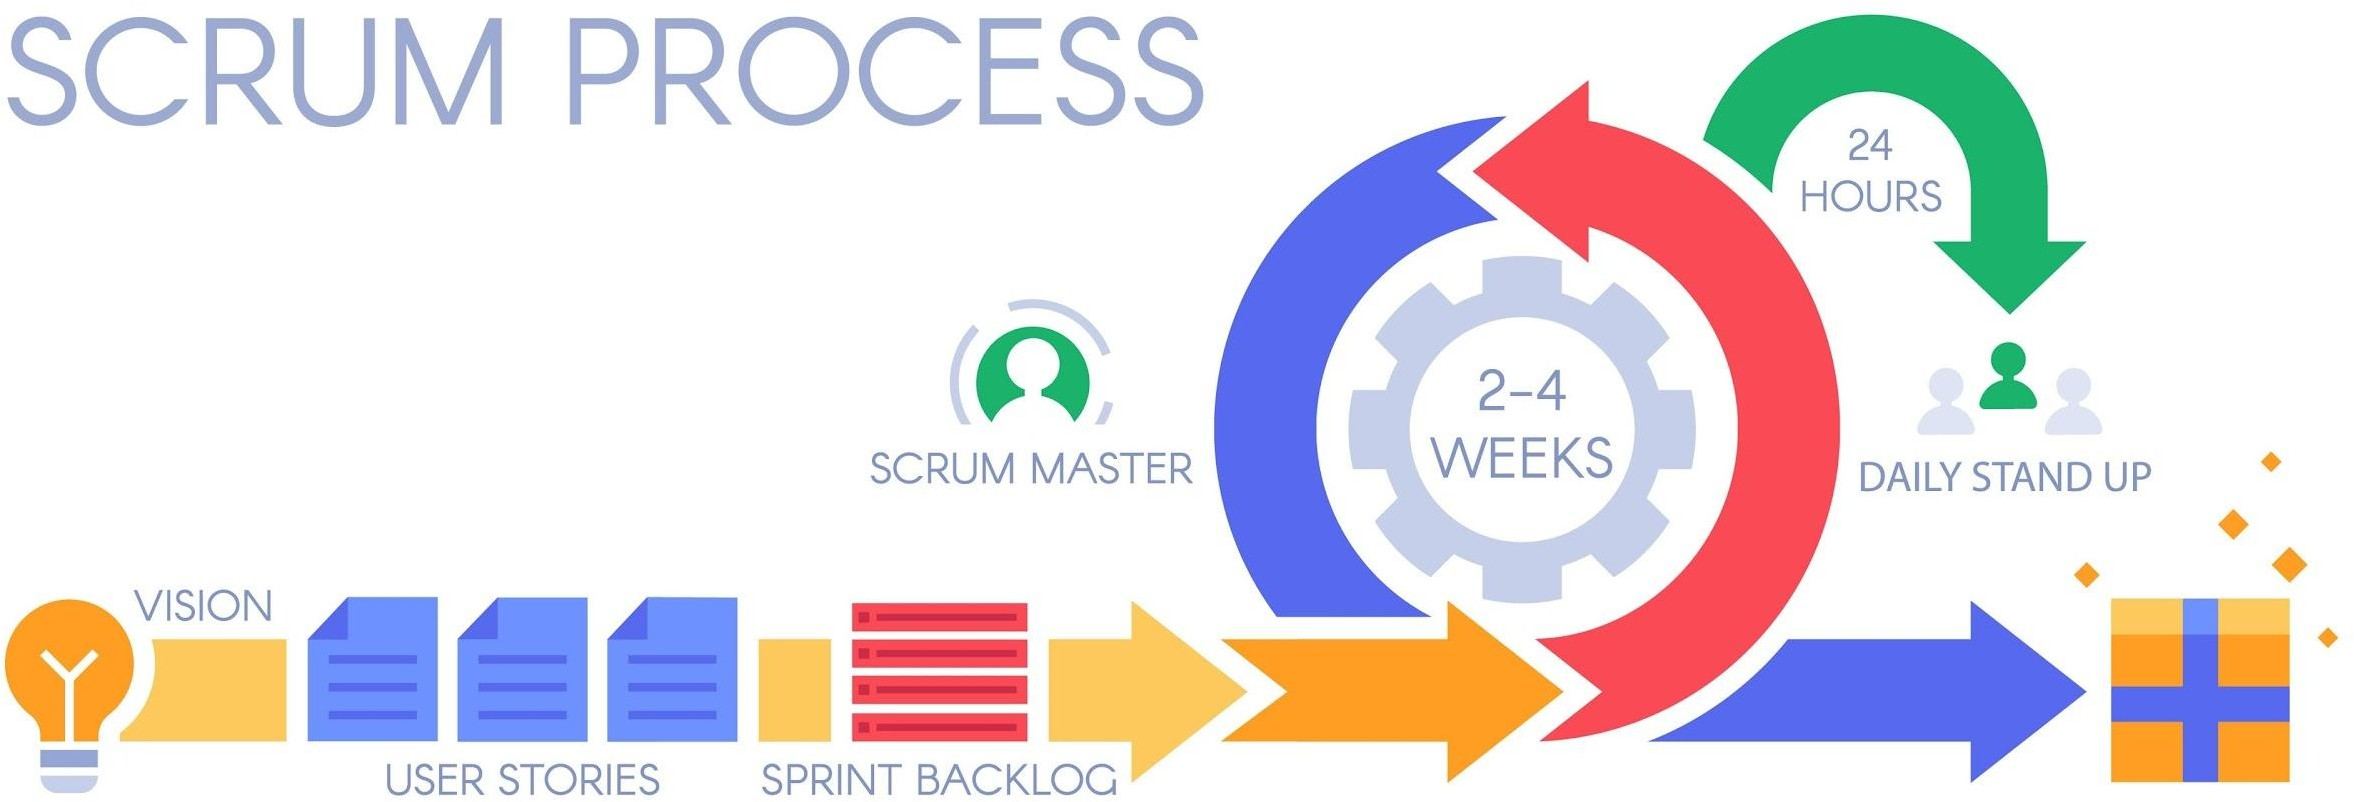 SCRUM PROCESS
24
HOURS
2-4
WEEKS
SCRUM MASTER
DAILY STAND UP
VISION
USER STORIES
SPRINT BACKLOG